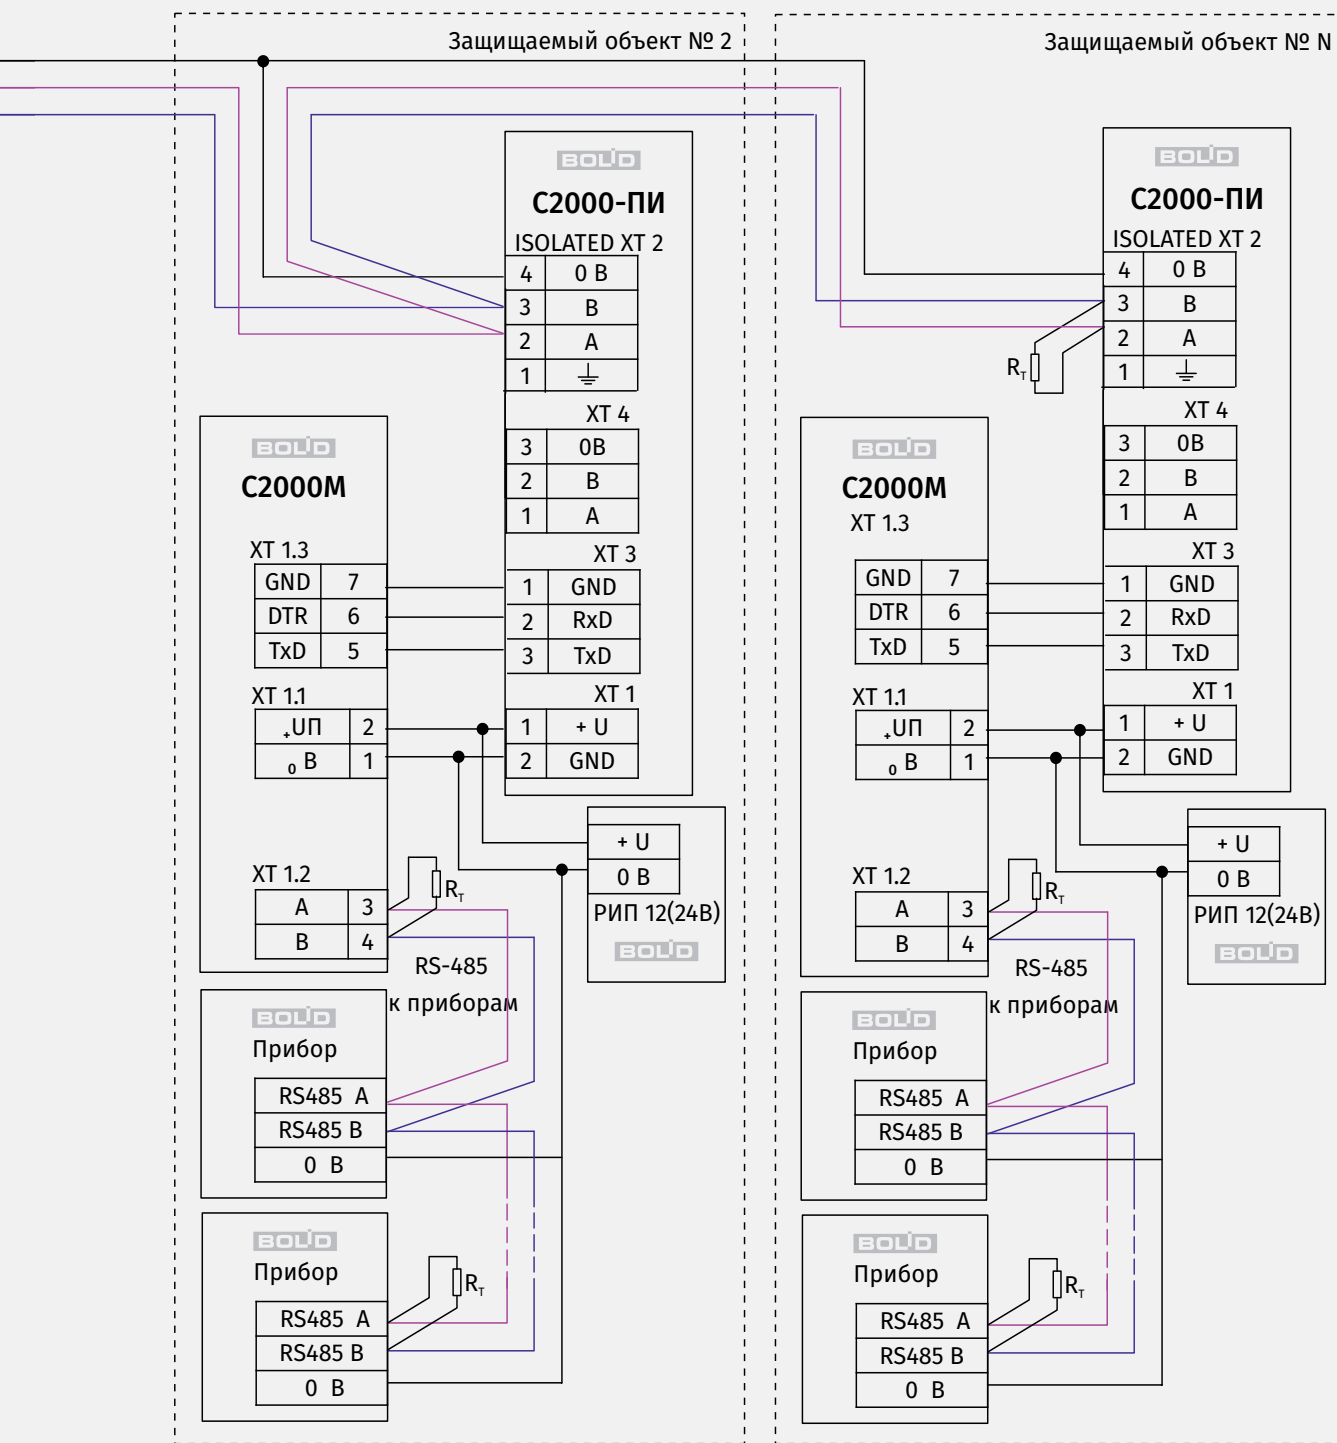 Защищаемый объект № 2
BOLID
С2000-ПИ
ISOLATED XT 2
4 0 В
3 B
2 A
1
XT 4
3 0В
2 B
1 A
XT 3
1 GND
2 RxD
3 TxD
XT 1
1 + U
2 GND
BOLID
С2000М
XT 1.3
GND 7
DTR 6
TxD 5
XT 1.1
+UП 2
0 В 1
XT 1.2
A 3
B 4
RT
RS-485
к приборам
+ U
0 В
РИП 12(24В)
BOLID
BOLID
Прибор
RS485 A
RS485 B
0 В
BOLID
Прибор
RS485 A
RS485 B
0 В
RT
Защищаемый объект № N
BOLID
С2000-ПИ
ISOLATED XT 2
4 0 В
3 B
2 A
1
RT
XT 4
3 0В
2 B
1 A
XT 3
1 GND
2 RxD
3 TxD
XT 1
1 + U
2 GND
BOLID
С2000М
XT 1.3
GND 7
DTR 6
TxD 5
XT 1.1
+UП 2
0 В 1
XT 1.2
A 3
B 4
RT
RS-485
к приборам
+ U
0 В
РИП 12(24В)
BOLID
BOLID
Прибор
RS485 A
RS485 B
0 В
BOLID
Прибор
RS485 A
RS485 B
0 В
RT